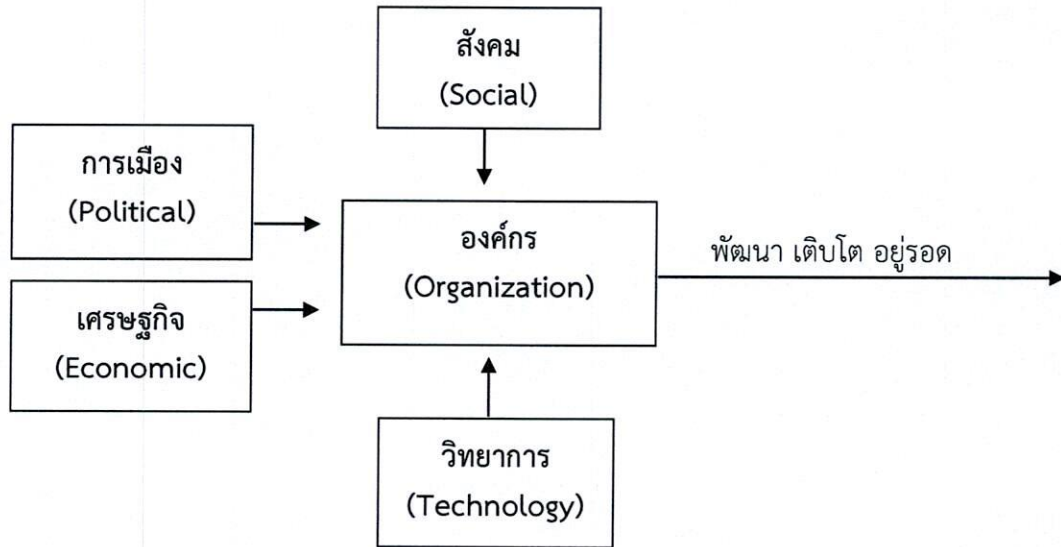 สังคม
(Social)
การเมือง
(Political)
องค์กร
(Organization)
พัฒนา เติบโต อยู่รอด
เศรษฐกิจ
(Economic)
วิทยาการ
(Technology)